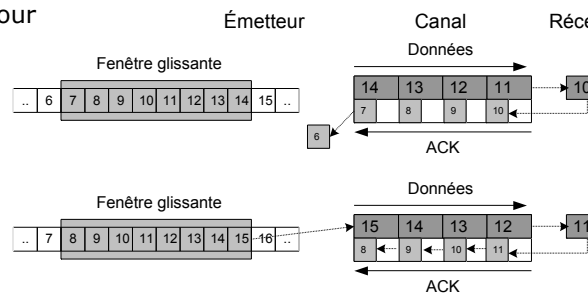 our
Émetteur Canal Réce
Données
Fenêtre glissante
14 13 12 11 10
.. 6 7 8 9 10 11 12 13 14 15 ..
7 8 9 10
6
ACK
Données
Fenêtre glissante
15 14 13 12 11
.. 7 8 9 10 11 12 13 14 15 16 ..
8 9 10 11
ACK